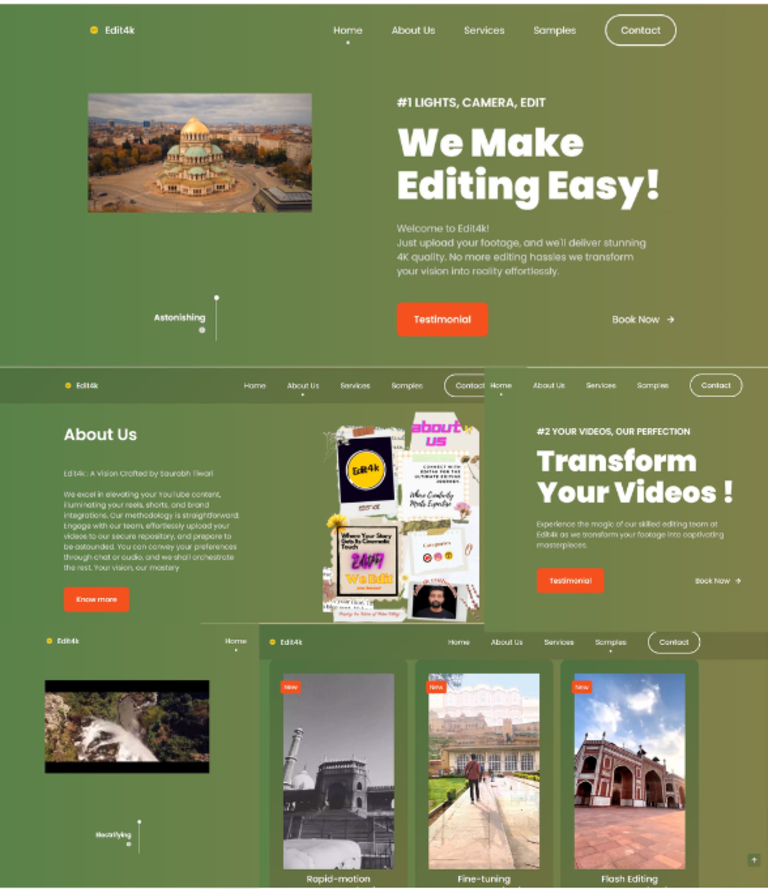 Edit4k
Home About Us Services Samples Contact
#1 LIGHTS, CAMERA, EDIT
We Make
Editing Easy!
Welcome to Edit4k!
Just upload your footage, and we'll deliver stunning
4K quality. No more editing hassles we transform
your vision into reality effortlessly.
Testimonial
Book Now
Astonishing
Edit4k
Home About Us Services Samples Contact
About Us
Edit4k : A Vision Crafted by Saurabh Tiwari
We excel in elevating your YouTube content,
illuminating your reels, shorts, and brand
integrations. Our methodology is straightforward:
Engage with our team, effortlessly upload your
videos to our secure repository, and prepare to
be astounded. You can convey your preferences
through chat or audio, and we shall orchestrate
the rest. Your vision, our mastery
Know more
about
us
Edit4k
CONNECT WITH
EDIT4K FOR THE
ULTIMATE EDITING
JOURNEY.
Where Creativity
Meets Expertise
Where Your Story
Gets Its Cinematic
Touch
24/7
We Edit
Categories
Home About Us Services Samples Contact
#2 YOUR VIDEOS, OUR PERFECTION
Transform
Your Videos !
Experience the magic of our skilled editing team at
Edit4k as we transform your footage into captivating
masterpieces.
Testimonial
Book Now
Edit4k
Home
Electrifying
Edit4k
Home About Us Services Samples Contact
New
New
New
Rapid-motion
Fine-tuning
Flash Editing